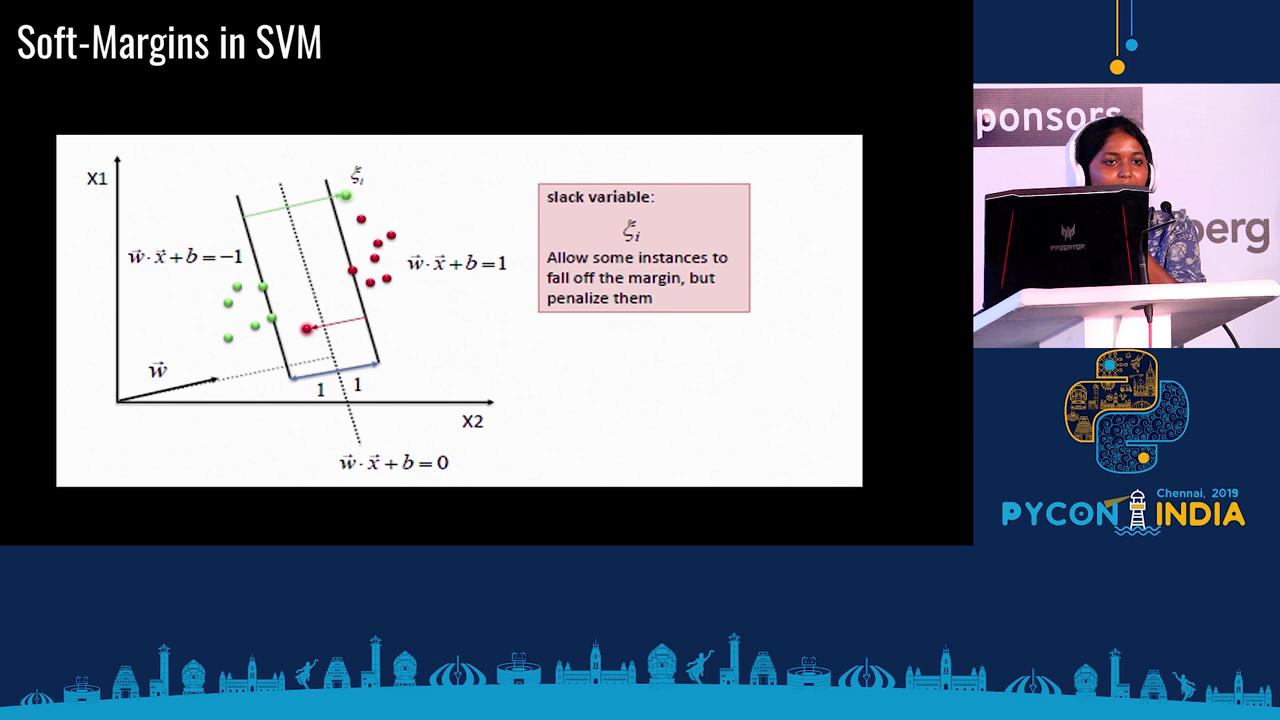 Soft-Margins in SVM
X1
ξᵢ
w⃗ · x⃗ + b = −1
w⃗ · x⃗ + b = 1
w⃗
1
1
X2
w⃗ · x⃗ + b = 0
slack variable:
ξᵢ
Allow some instances to
fall off the margin, but
penalize them
ponsors
berg
PREDATOR
Chennai, 2019
PYCON INDIA